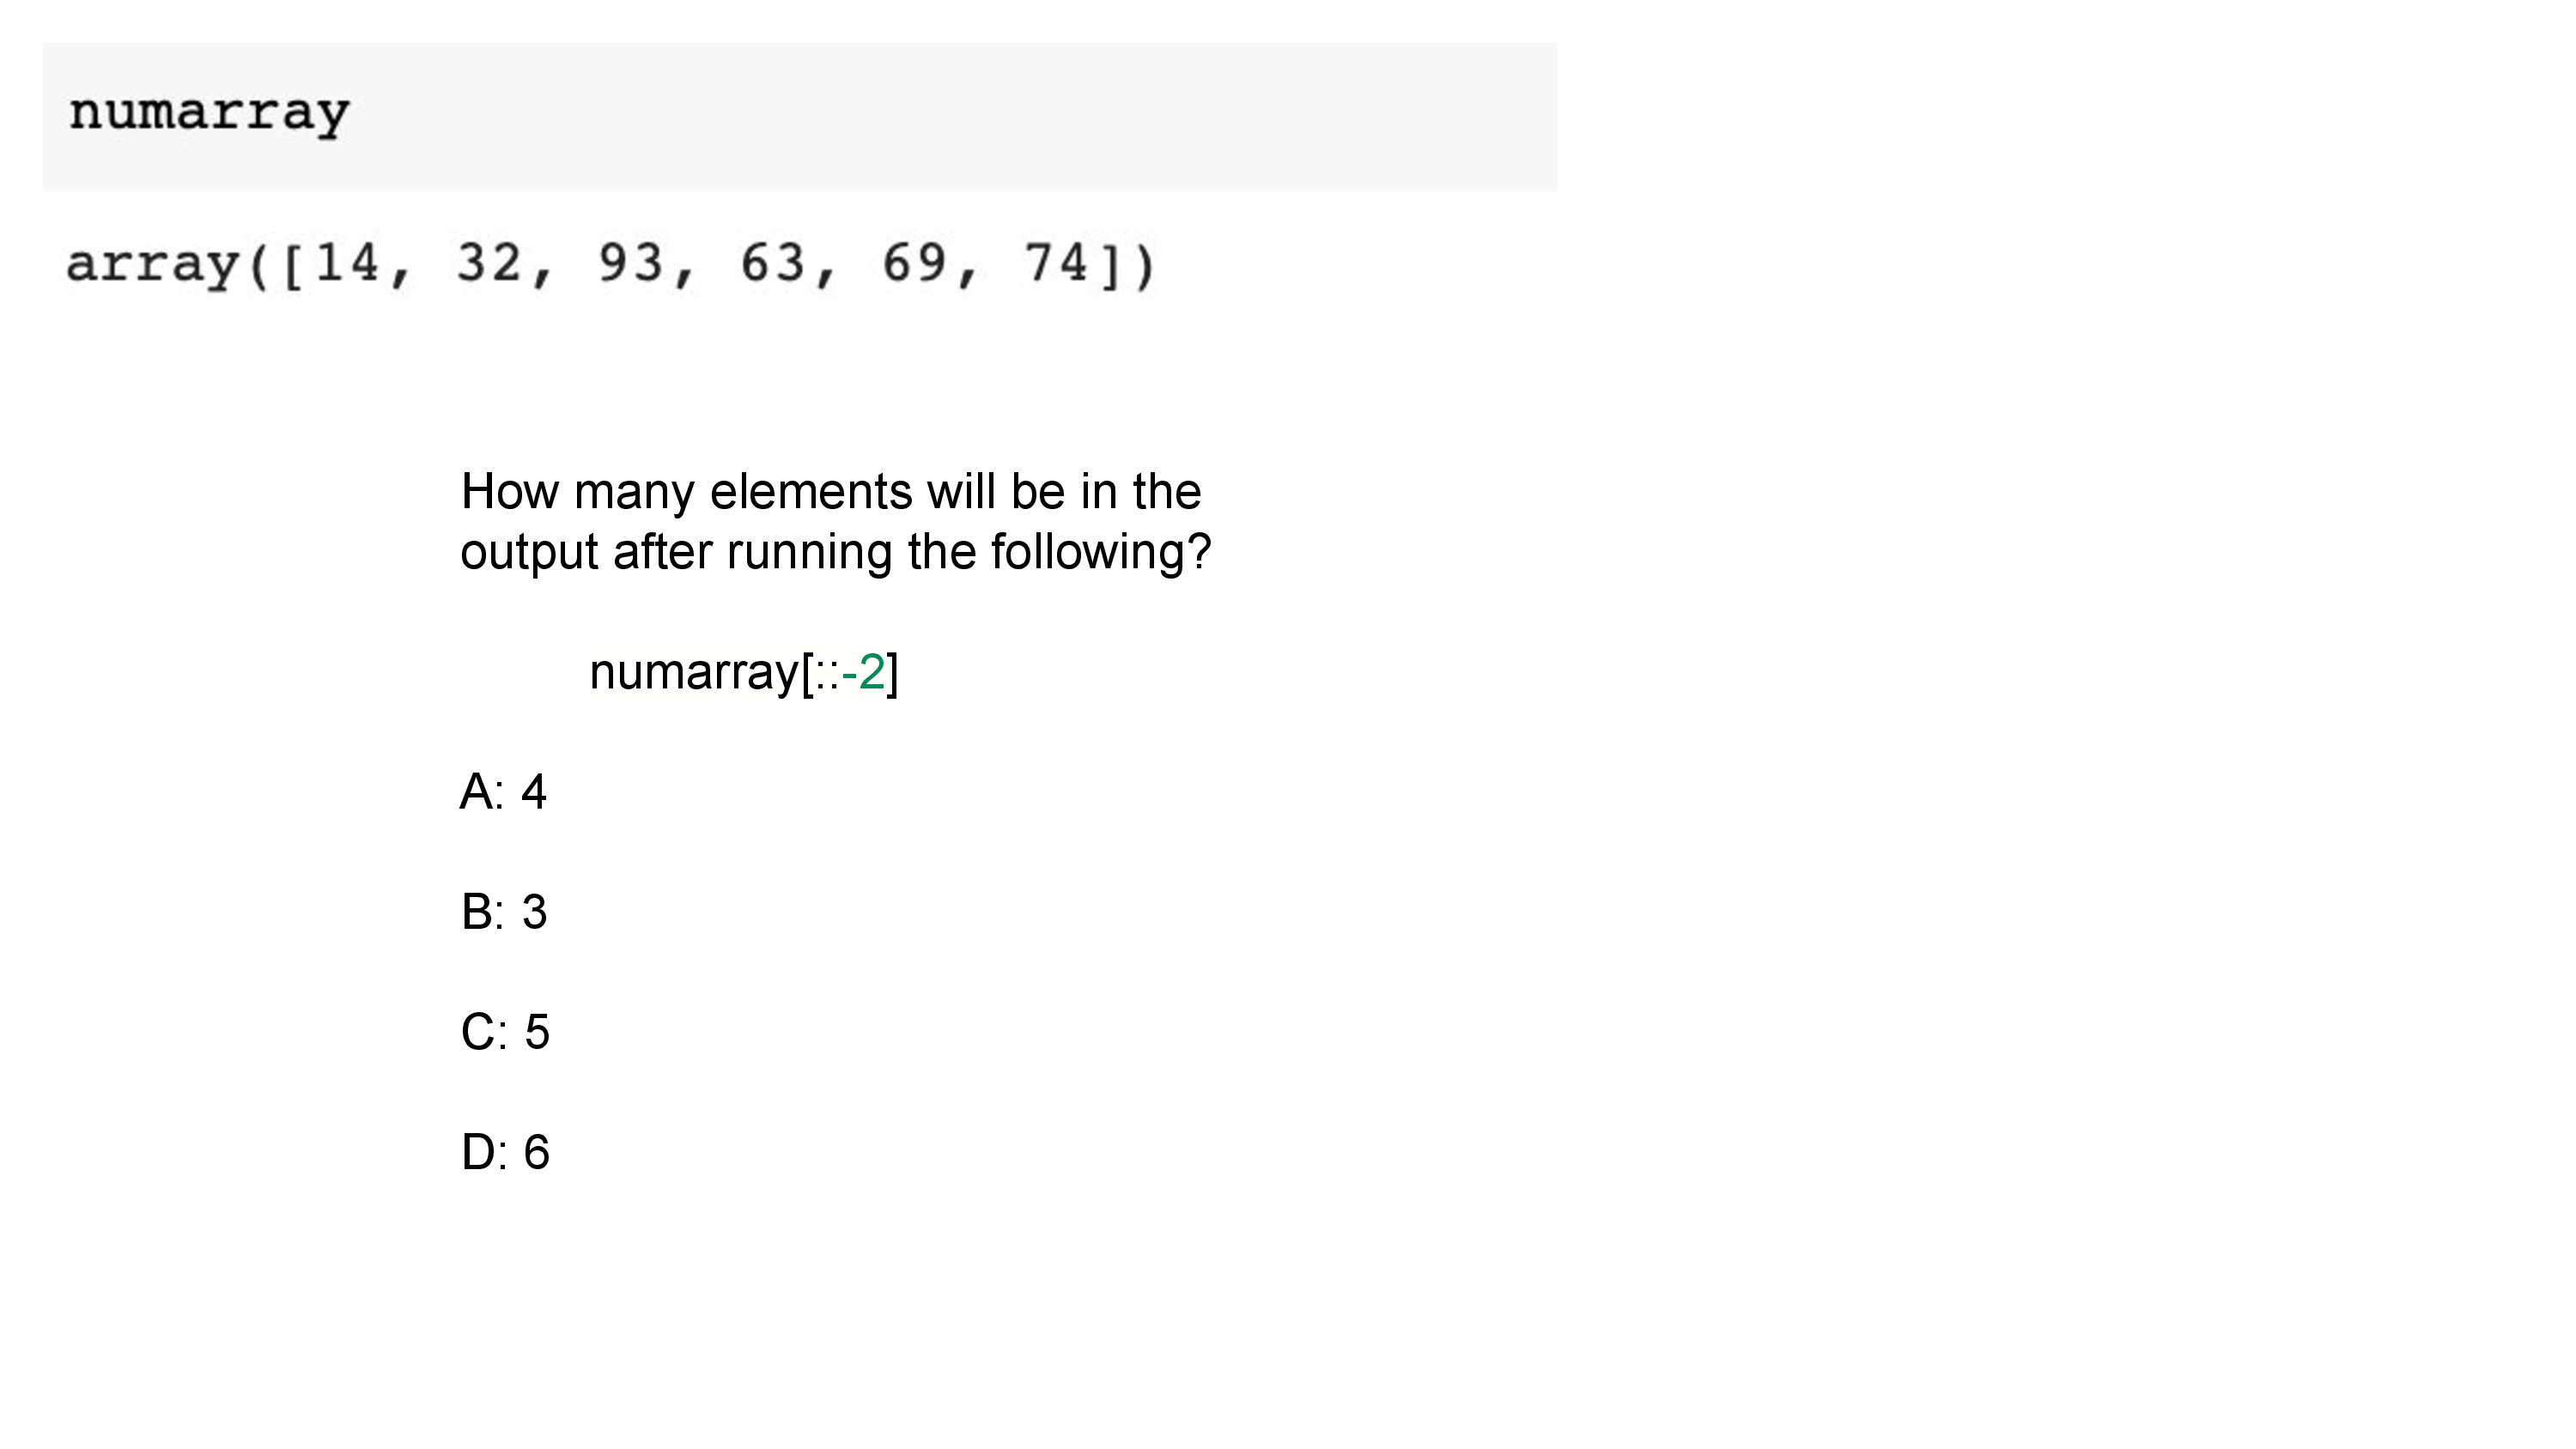 numarray
array([14, 32, 93, 63, 69, 74])
How many elements will be in the
output after running the following?
numarray[::-2]
A: 4
B: 3
C: 5
D: 6